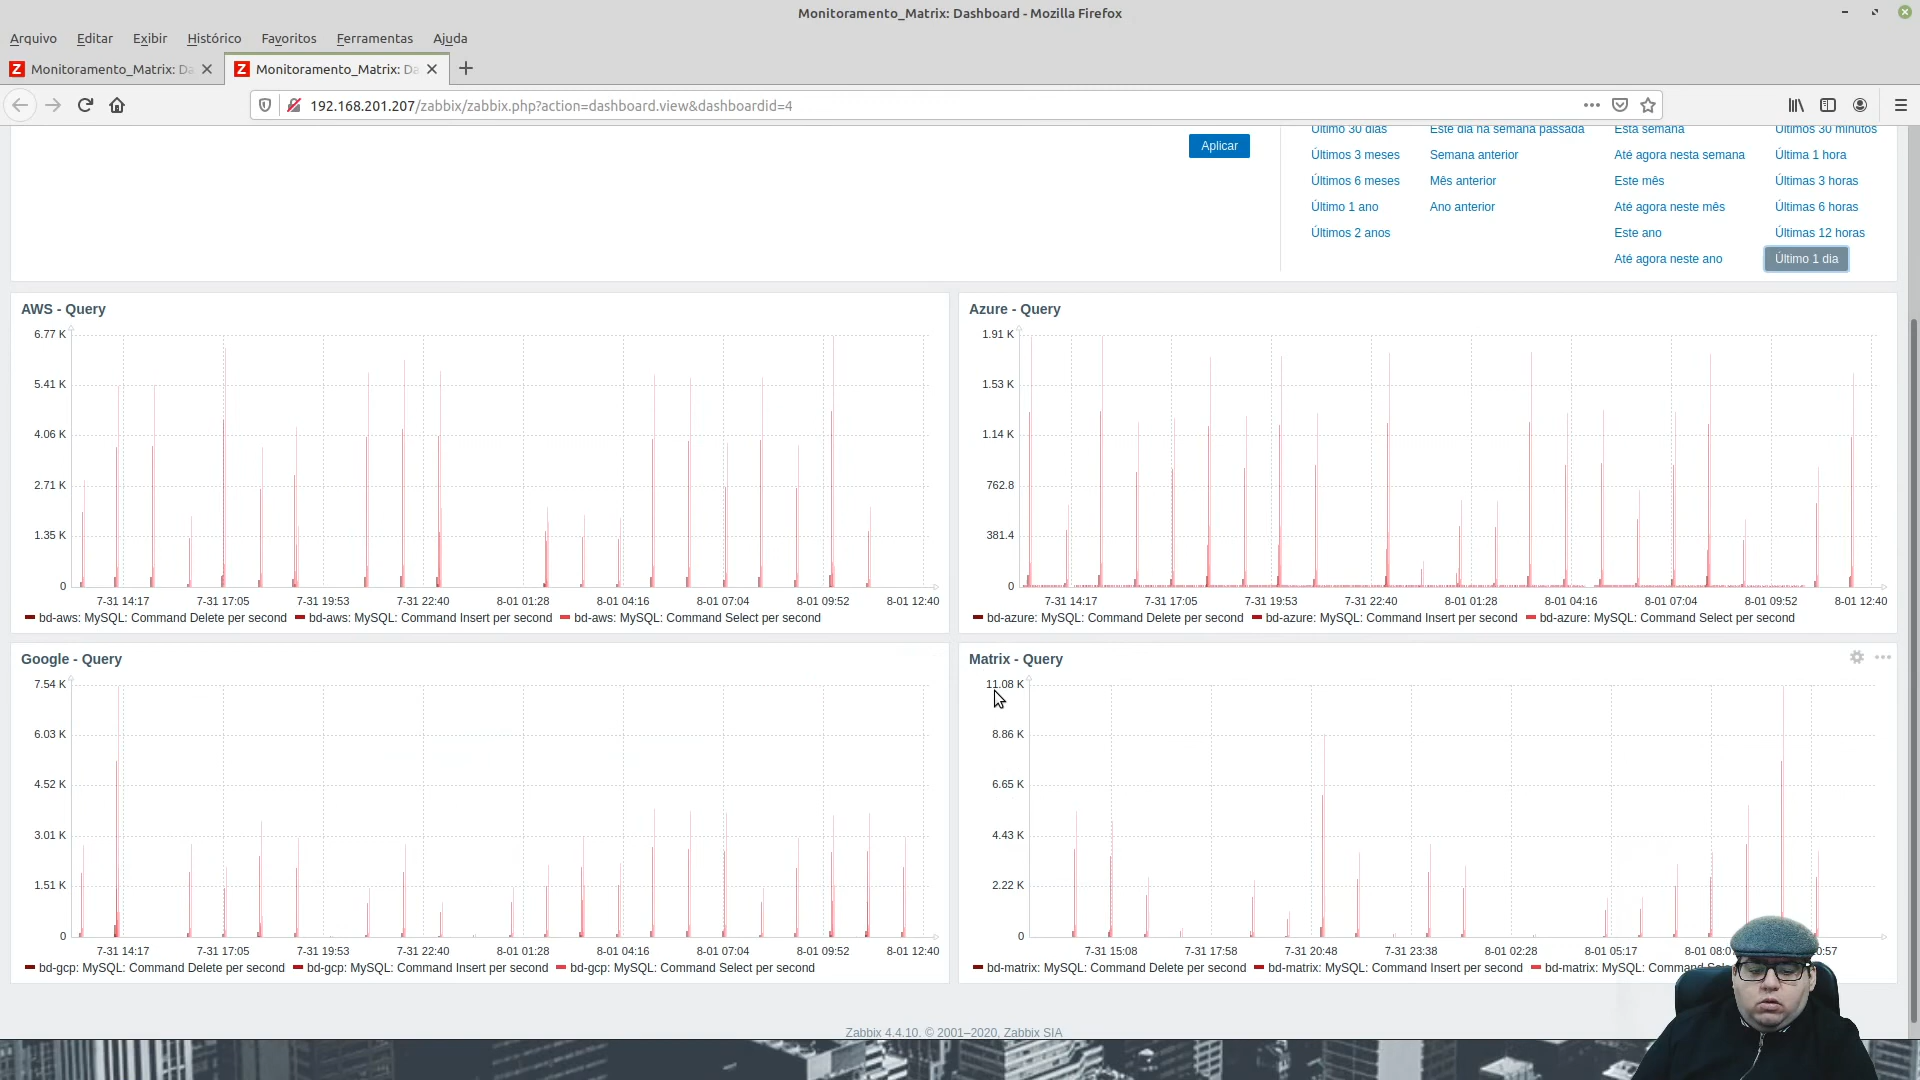 Monitoramento_Matrix: Dashboard - Mozilla Firefox
Arquivo Editar Exibir Histórico Favoritos Ferramentas Ajuda
Monitoramento_Matrix: Da
Monitoramento_Matrix: Da
192.168.201.207/zabbix/zabbix.php?action=dashboard.view&dashboardid=4
Último 30 dias Este dia na semana passada Esta semana Últimos 30 minutos
Aplicar
Últimos 3 meses Semana anterior Até agora nesta semana Última 1 hora
Últimos 6 meses Mês anterior Este mês Últimas 3 horas
Último 1 ano Ano anterior Até agora neste mês Últimas 6 horas
Últimos 2 anos Este ano Últimas 12 horas
Até agora neste ano Último 1 dia
AWS - Query
6.77 K
5.41 K
4.06 K
2.71 K
1.35 K
0
7-31 14:17 7-31 17:05 7-31 19:53 7-31 22:40 8-01 01:28 8-01 04:16 8-01 07:04 8-01 09:52 8-01 12:40
bd-aws: MySQL: Command Delete per second bd-aws: MySQL: Command Insert per second bd-aws: MySQL: Command Select per second
Azure - Query
1.91 K
1.53 K
1.14 K
762.8
381.4
0
7-31 14:17 7-31 17:05 7-31 19:53 7-31 22:40 8-01 01:28 8-01 04:16 8-01 07:04 8-01 09:52 8-01 12:40
bd-azure: MySQL: Command Delete per second bd-azure: MySQL: Command Insert per second bd-azure: MySQL: Command Select per second
Google - Query
7.54 K
6.03 K
4.52 K
3.01 K
1.51 K
0
7-31 14:17 7-31 17:05 7-31 19:53 7-31 22:40 8-01 01:28 8-01 04:16 8-01 07:04 8-01 09:52 8-01 12:40
bd-gcp: MySQL: Command Delete per second bd-gcp: MySQL: Command Insert per second bd-gcp: MySQL: Command Select per second
Matrix - Query
11.08 K
8.86 K
6.65 K
4.43 K
2.22 K
0
7-31 15:08 7-31 17:58 7-31 20:48 7-31 23:38 8-01 02:28 8-01 05:17 8-01 08:0 0:57
bd-matrix: MySQL: Command Delete per second bd-matrix: MySQL: Command Insert per second bd-matrix: MySQL: Command
Zabbix 4.4.10. © 2001–2020, Zabbix SIA